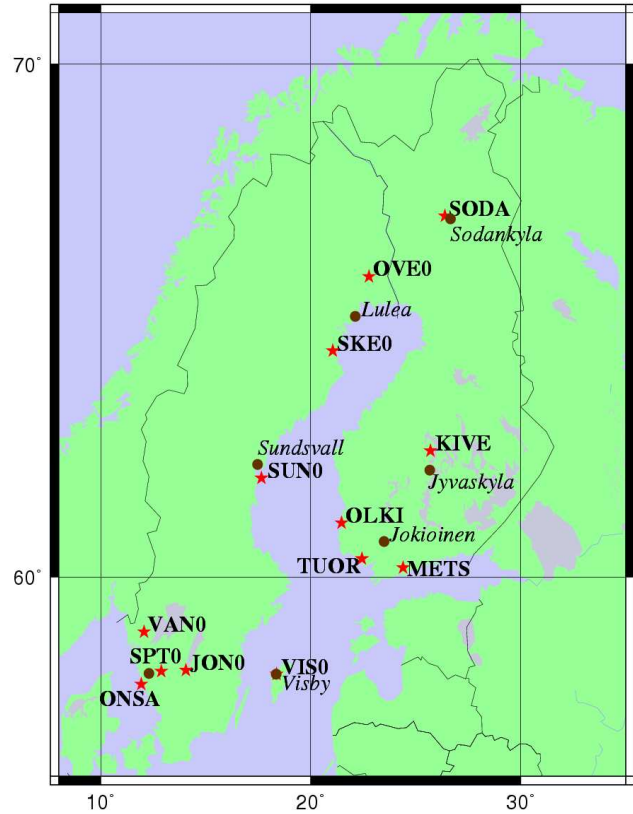 70°
SODA
Sodankyla
OVE0
Lulea
SKE0
Sundsvall
KIVE
SUN0
Jyvaskyla
OLKI
Jokioinen
TUOR
METS
60°
VAN0
SPT0
JON0
VIS0
Visby
ONSA
10°
20°
30°